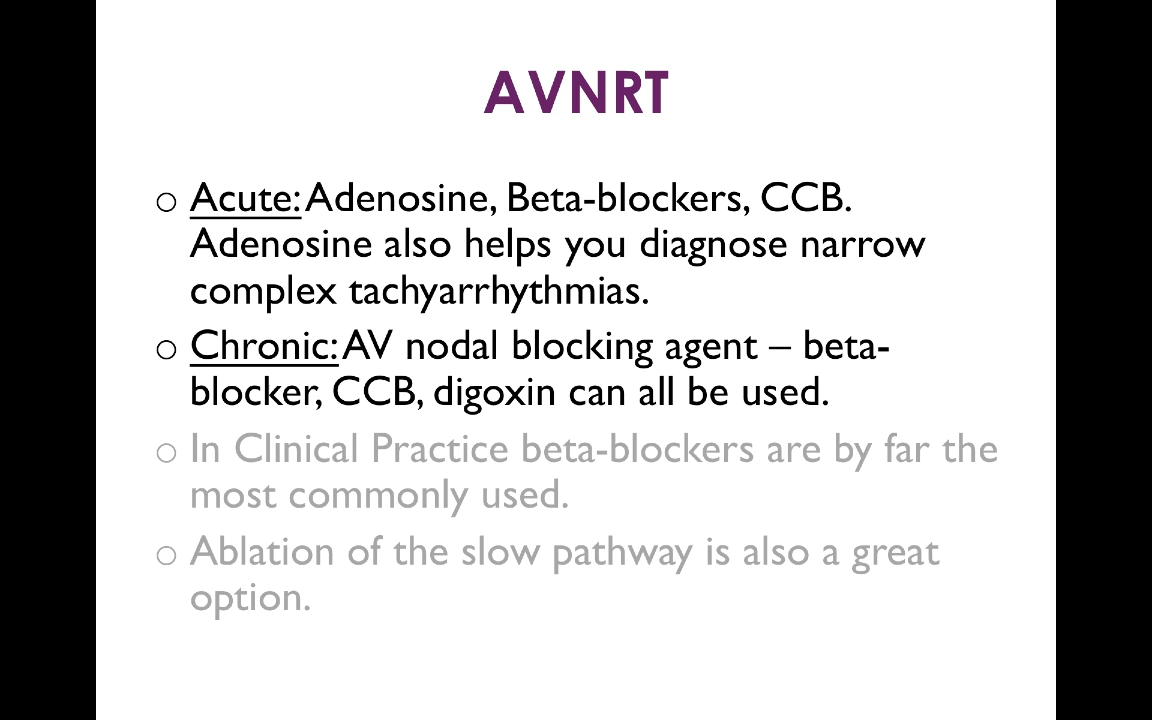 AVNRT
○ Acute: Adenosine, Beta-blockers, CCB.
Adenosine also helps you diagnose narrow
complex tachyarrhythmias.
○ Chronic: AV nodal blocking agent – beta-
blocker, CCB, digoxin can all be used.
○ In Clinical Practice beta-blockers are by far the
most commonly used.
○ Ablation of the slow pathway is also a great
option.